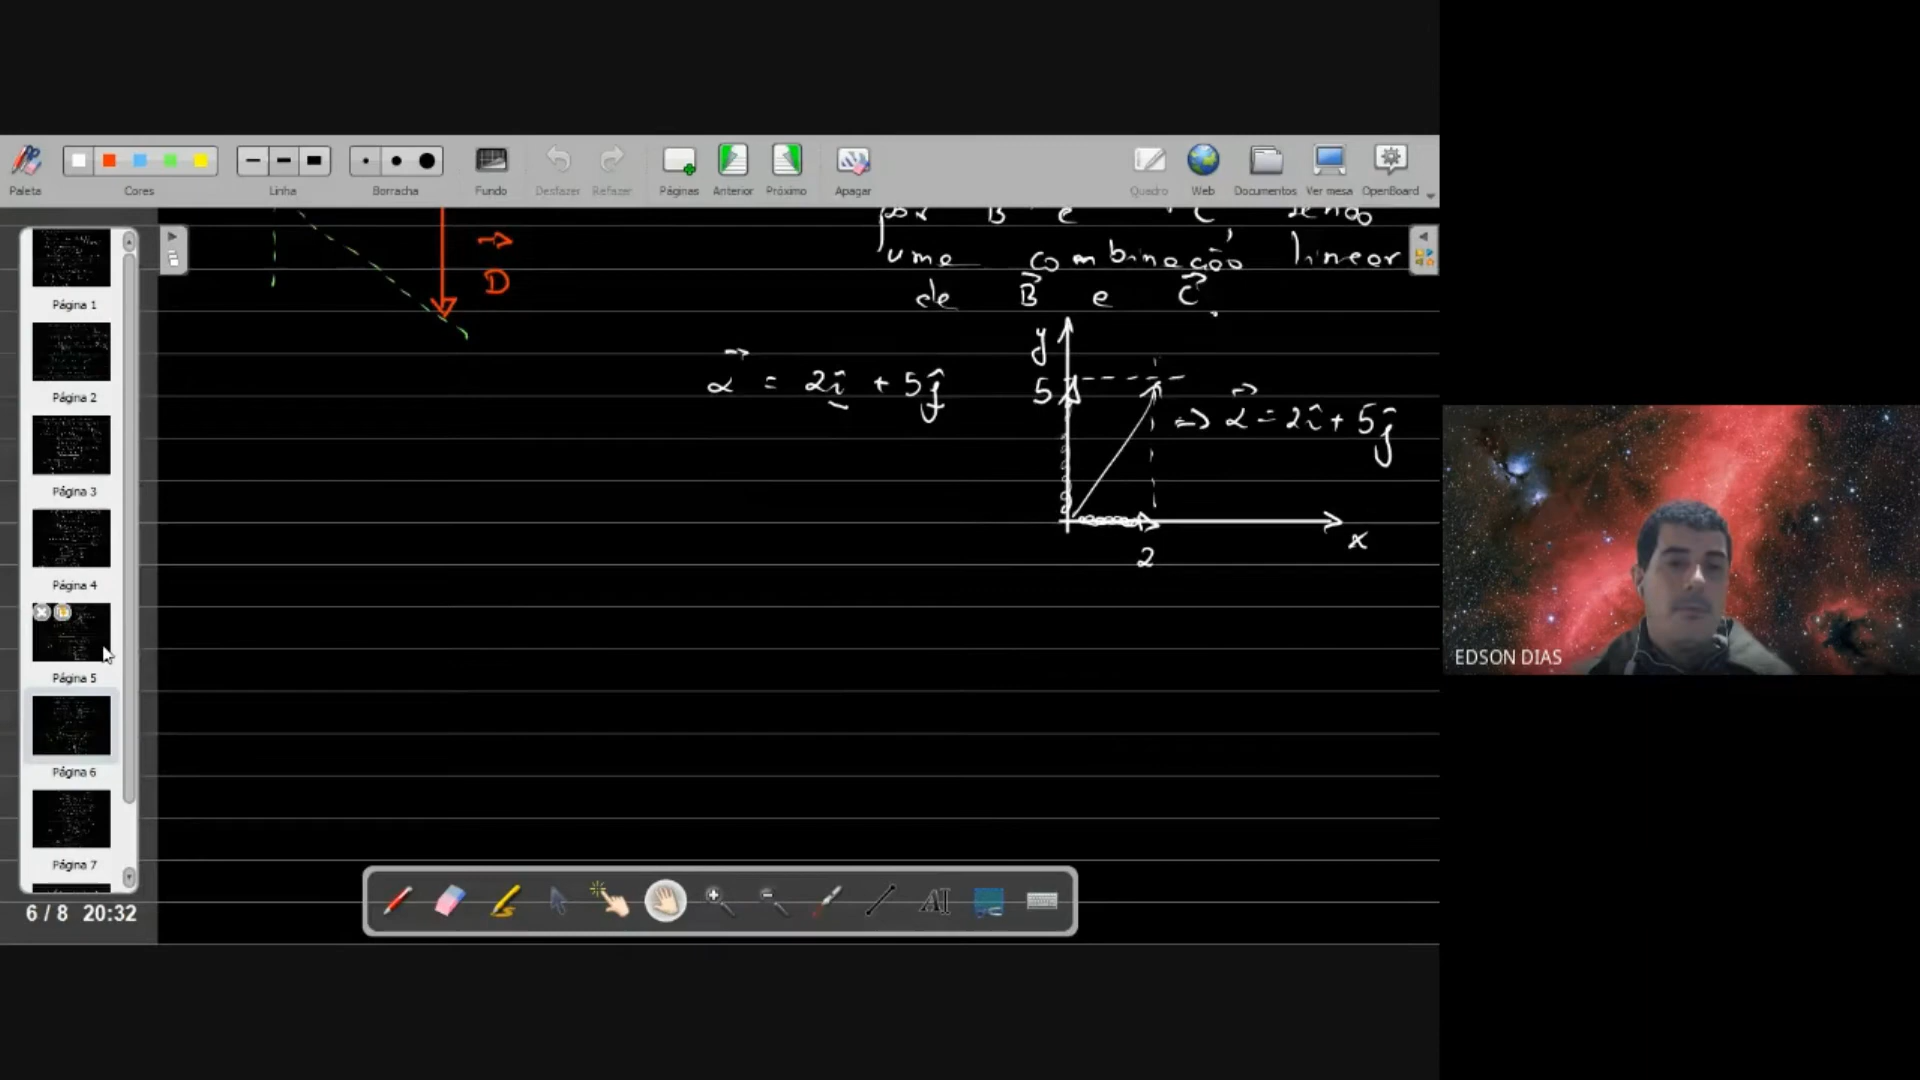 Paleta Cores Linha Borracha Fundo Desfazer Refazer Páginas Anterior Próximo Apagar Quadro Web Documentos Ver mesa OpenBoard
por B e C sendo
uma combinação linear
de B⃗ e C⃗.
D⃗
α⃗ = 2î + 5ĵ
y
5
=> α⃗ = 2î + 5ĵ
x
2
Página 1
Página 2
Página 3
Página 4
Página 5
Página 6
Página 7
6 / 8 20:32
EDSON DIAS